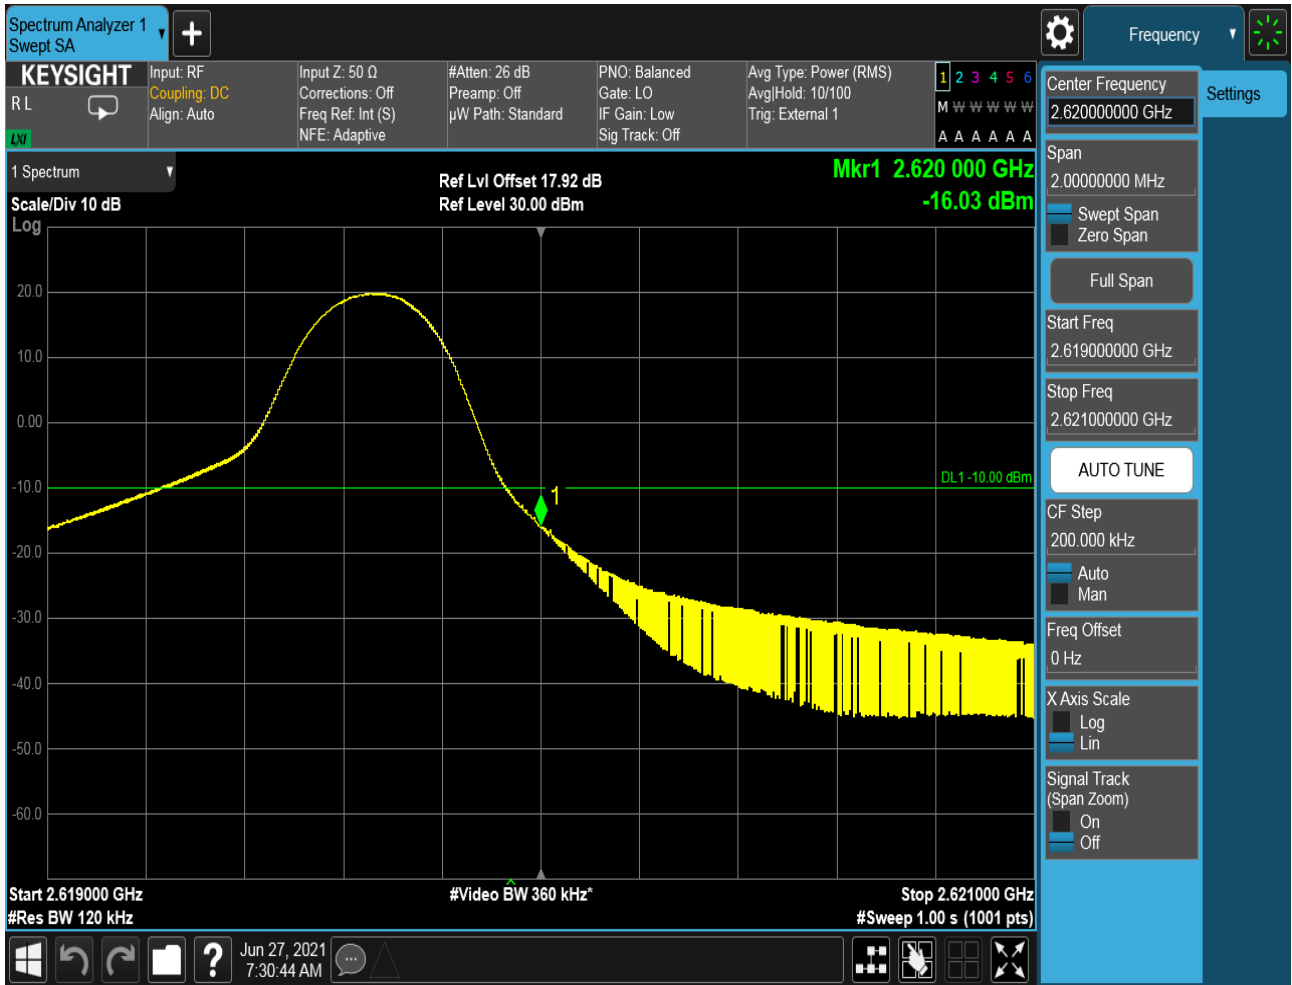 Spectrum Analyzer 1
Swept SA
Frequency
KEYSIGHT
R L
LXI
Input: RF
Coupling: DC
Align: Auto
Input Z: 50 Ω
Corrections: Off
Freq Ref: Int (S)
NFE: Adaptive
#Atten: 26 dB
Preamp: Off
µW Path: Standard
PNO: Balanced
Gate: LO
IF Gain: Low
Sig Track: Off
Avg Type: Power (RMS)
Avg|Hold: 10/100
Trig: External 1
1 2 3 4 5 6
M W W W W W
A A A A A A
1 Spectrum
Scale/Div 10 dB
Log
Ref Lvl Offset 17.92 dB
Ref Level 30.00 dBm
Mkr1 2.620 000 GHz
-16.03 dBm
20.0
10.0
0.00
-10.0
-20.0
-30.0
-40.0
-50.0
-60.0
DL1 -10.00 dBm
1
Start 2.619000 GHz
#Res BW 120 kHz
#Video BW 360 kHz*
Stop 2.621000 GHz
#Sweep 1.00 s (1001 pts)
Center Frequency
2.620000000 GHz
Span
2.00000000 MHz
Swept Span
Zero Span
Full Span
Start Freq
2.619000000 GHz
Stop Freq
2.621000000 GHz
AUTO TUNE
CF Step
200.000 kHz
Auto
Man
Freq Offset
0 Hz
X Axis Scale
Log
Lin
Signal Track
(Span Zoom)
On
Off
Settings
?
Jun 27, 2021
7:30:44 AM